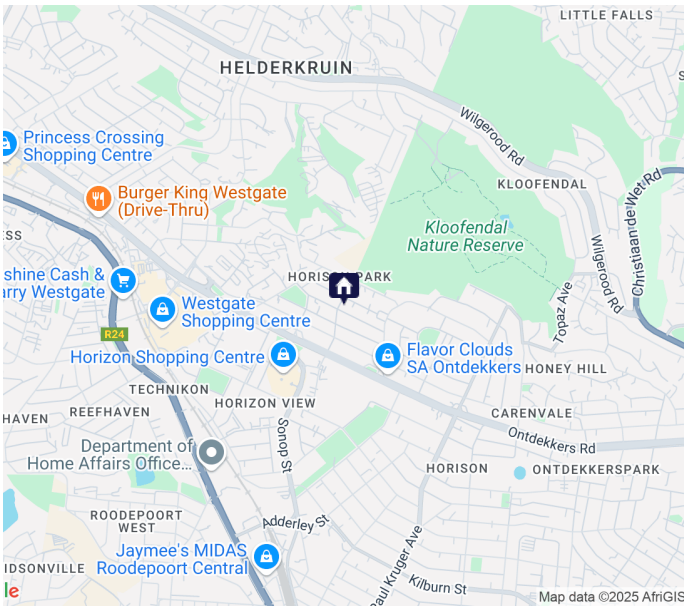 LITTLE FALLS
HELDERKRUIN
Wilgerood Rd
Princess Crossing
Shopping Centre
Christiaan de Wet Rd
KLOOFENDAL
Burger King Westgate
(Drive-Thru)
Kloofendal
Nature Reserve
ESS
Wilgerood Rd
shine Cash &
arry Westgate
PARK
Topaz Ave
Westgate
Shopping Centre
R24
Horizon Shopping Centre
Flavor Clouds
SA Ontdekkers
HONEY HILL
TECHNIKON
HAVEN
REEFHAVEN
HORIZON VIEW
CARENVALE
Sonop St
Ontdekkers Rd
Department of
Home Affairs Office...
HORISON
ONTDEKKERSPARK
ROODEPOORT
WEST
Adderley St
Jaymee's MIDAS
Roodepoort Central
IDSONVILLE
Paul Kruger Ave
Kilburn St
Map data ©2025 AfriGIS